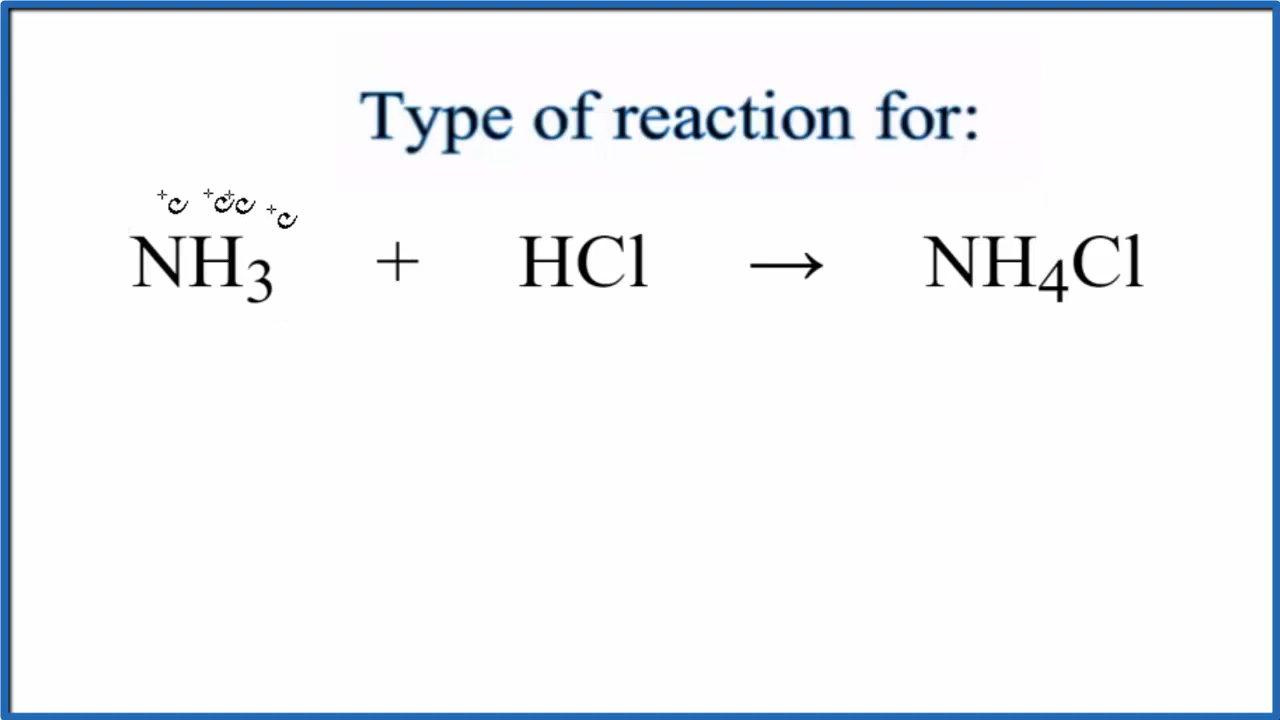 Type of reaction for:
NH₃ + HCl → NH₄Cl